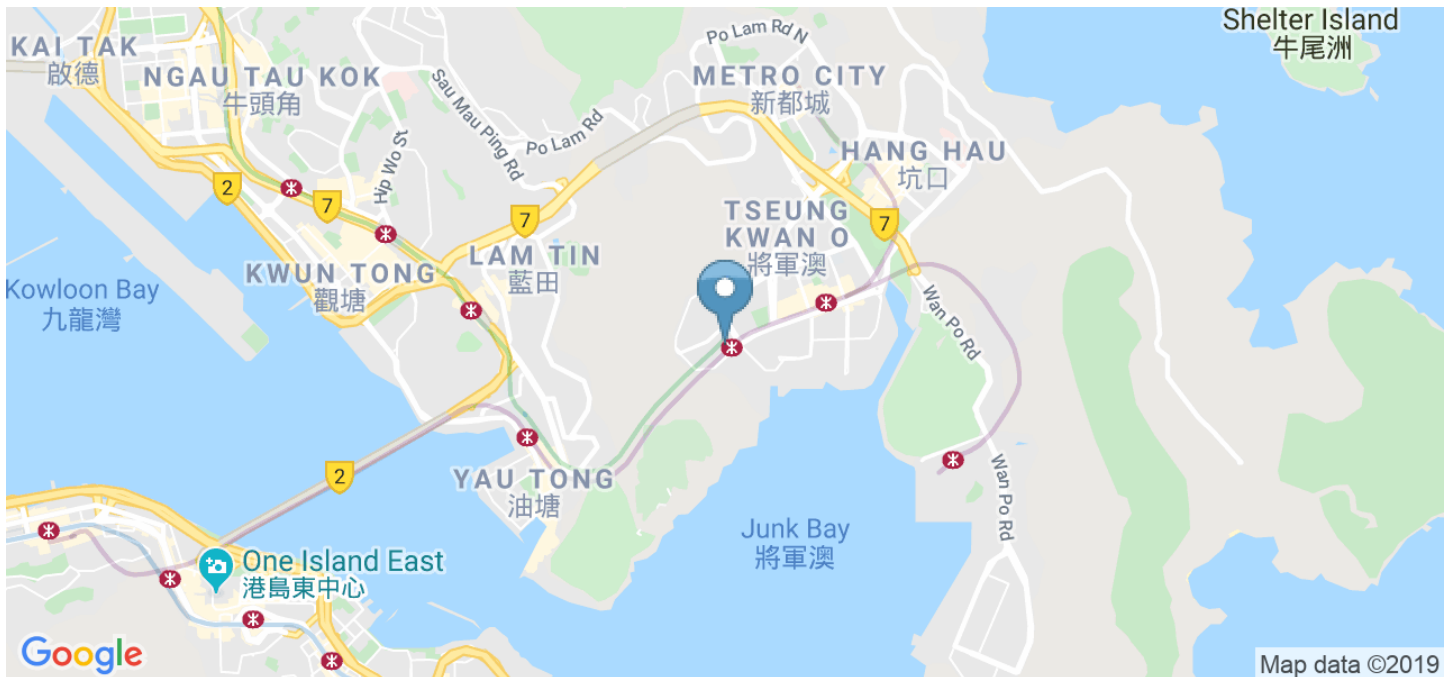 Shelter Island
牛尾洲
KAI TAK
啟德
Po Lam Rd N
NGAU TAU KOK
牛頭角
METRO CITY
新都城
Sau Mau Ping Rd
Po Lam Rd
HANG HAU
坑口
Hip Wo St
2
7
7
7
TSEUNG
KWAN O
將軍澳
LAM TIN
藍田
KWUN TONG
觀塘
Kowloon Bay
九龍灣
Wan Po Rd
2
YAU TONG
油塘
Wan Po Rd
Junk Bay
將軍澳
One Island East
港島東中心
Google
Map data ©2019